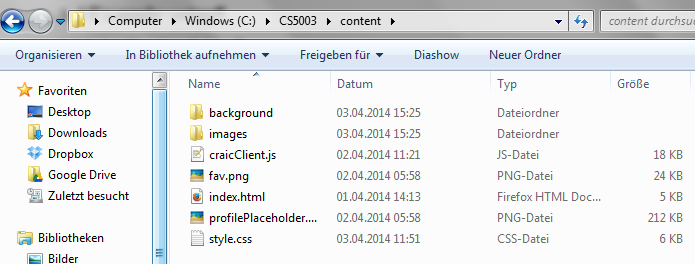 Computer Windows (C:) CS5003 content
content durchsu
Organisieren In Bibliothek aufnehmen Freigeben für Diashow Neuer Ordner
Favoriten
Desktop
Downloads
Dropbox
Google Drive
Zuletzt besucht
Bibliotheken
Bilder
Name Datum Typ Größe
background 03.04.2014 15:25 Dateiordner
images 03.04.2014 15:25 Dateiordner
craicClient.js 02.04.2014 11:21 JS-Datei 18 KB
fav.png 02.04.2014 05:58 PNG-Datei 24 KB
index.html 01.04.2014 14:13 Firefox HTML Doc... 5 KB
profilePlaceholder.... 02.04.2014 05:58 PNG-Datei 212 KB
style.css 03.04.2014 11:51 CSS-Datei 6 KB